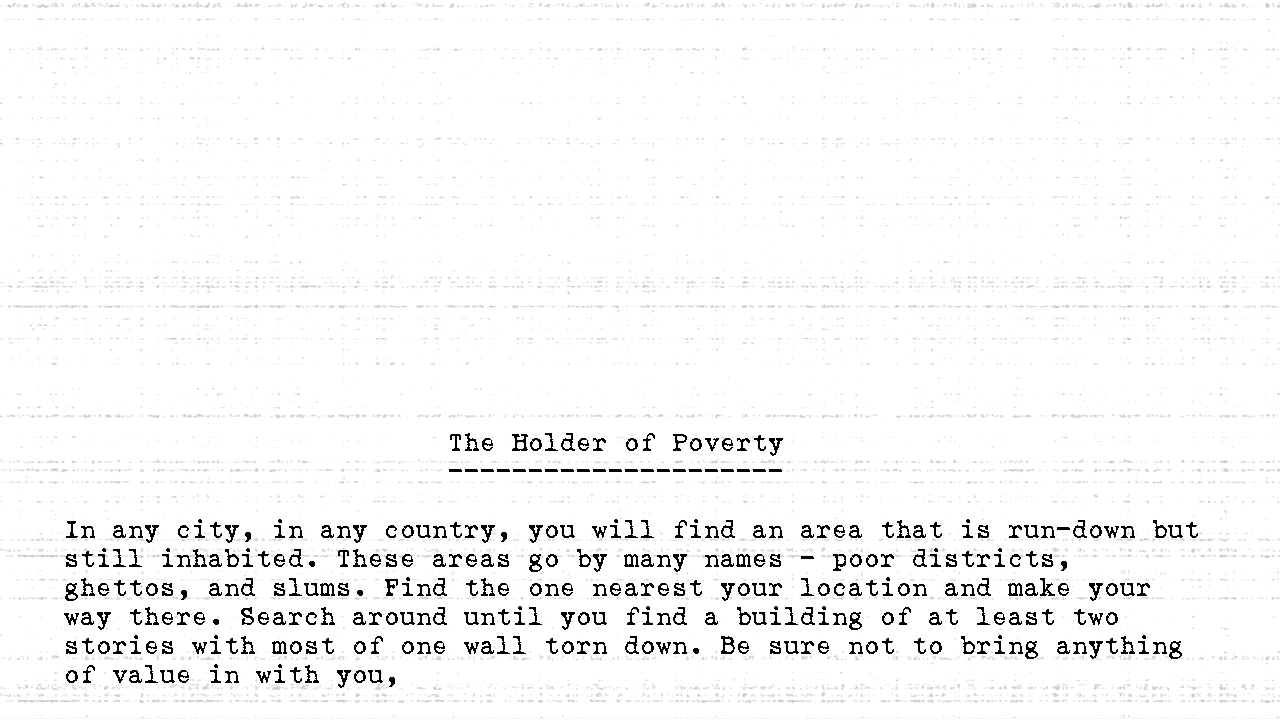 The Holder of Poverty
---------------------
In any city, in any country, you will find an area that is run-down but
still inhabited. These areas go by many names - poor districts,
ghettos, and slums. Find the one nearest your location and make your
way there. Search around until you find a building of at least two
stories with most of one wall torn down. Be sure not to bring anything
of value in with you,